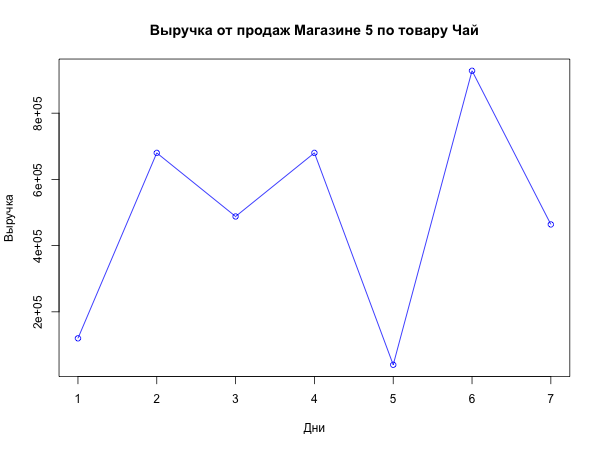 Выручка от продаж Магазине 5 по товару Чай
Выручка
8e+05
6e+05
4e+05
2e+05
1 2 3 4 5 6 7
Дни